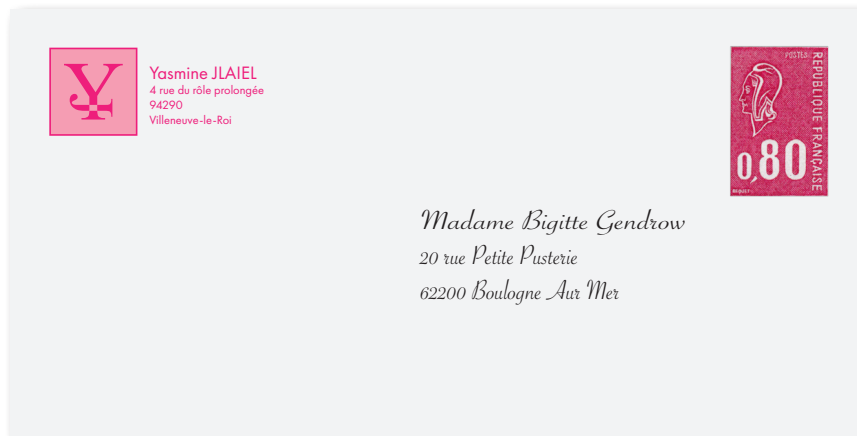 Yasmine JLAIEL
4 rue du rôle prolongée
94290
Villeneuve-le-Roi
POSTES
REPUBLIQUE FRANÇAISE
0,80
BEQUET
Madame Bigitte Gendrow
20 rue Petite Pusterie
62200 Boulogne Aur Mer